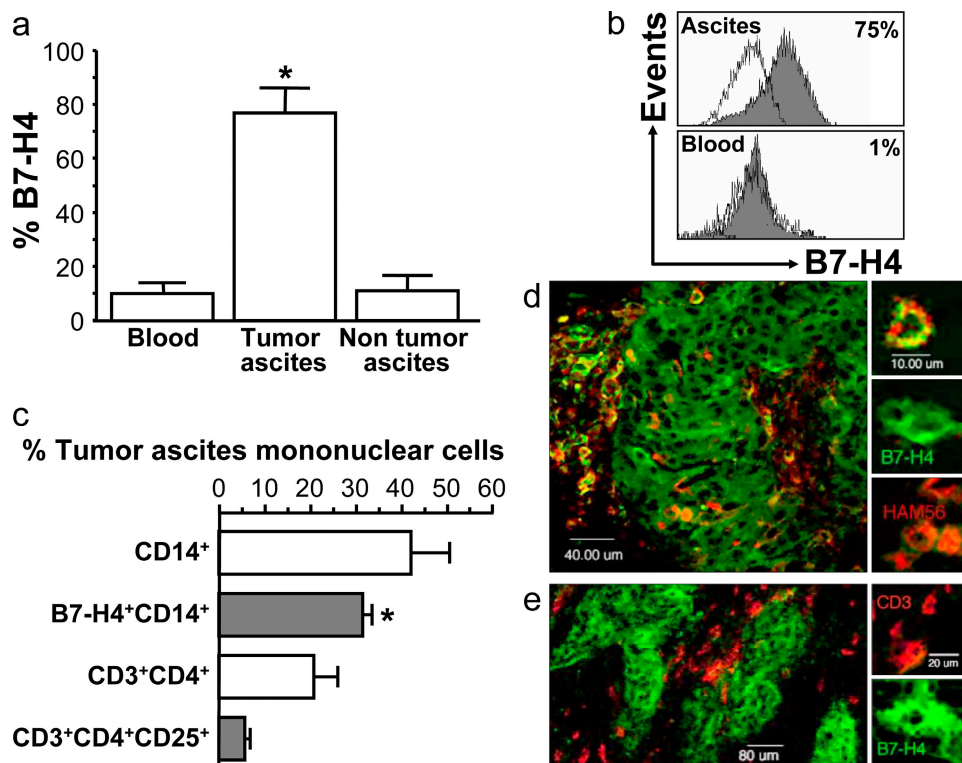 a
% B7-H4
100
80
60
40
20
0
*
Blood
Tumor ascites
Non tumor ascites
b
Events
Ascites
75%
Blood
1%
B7-H4
c
% Tumor ascites mononuclear cells
0 10 20 30 40 50 60
CD14⁺
B7-H4⁺CD14⁺
*
CD3⁺CD4⁺
CD3⁺CD4⁺CD25⁺
d
40.00 um
10.00 um
B7-H4
HAM56
e
80 um
CD3
20 um
B7-H4